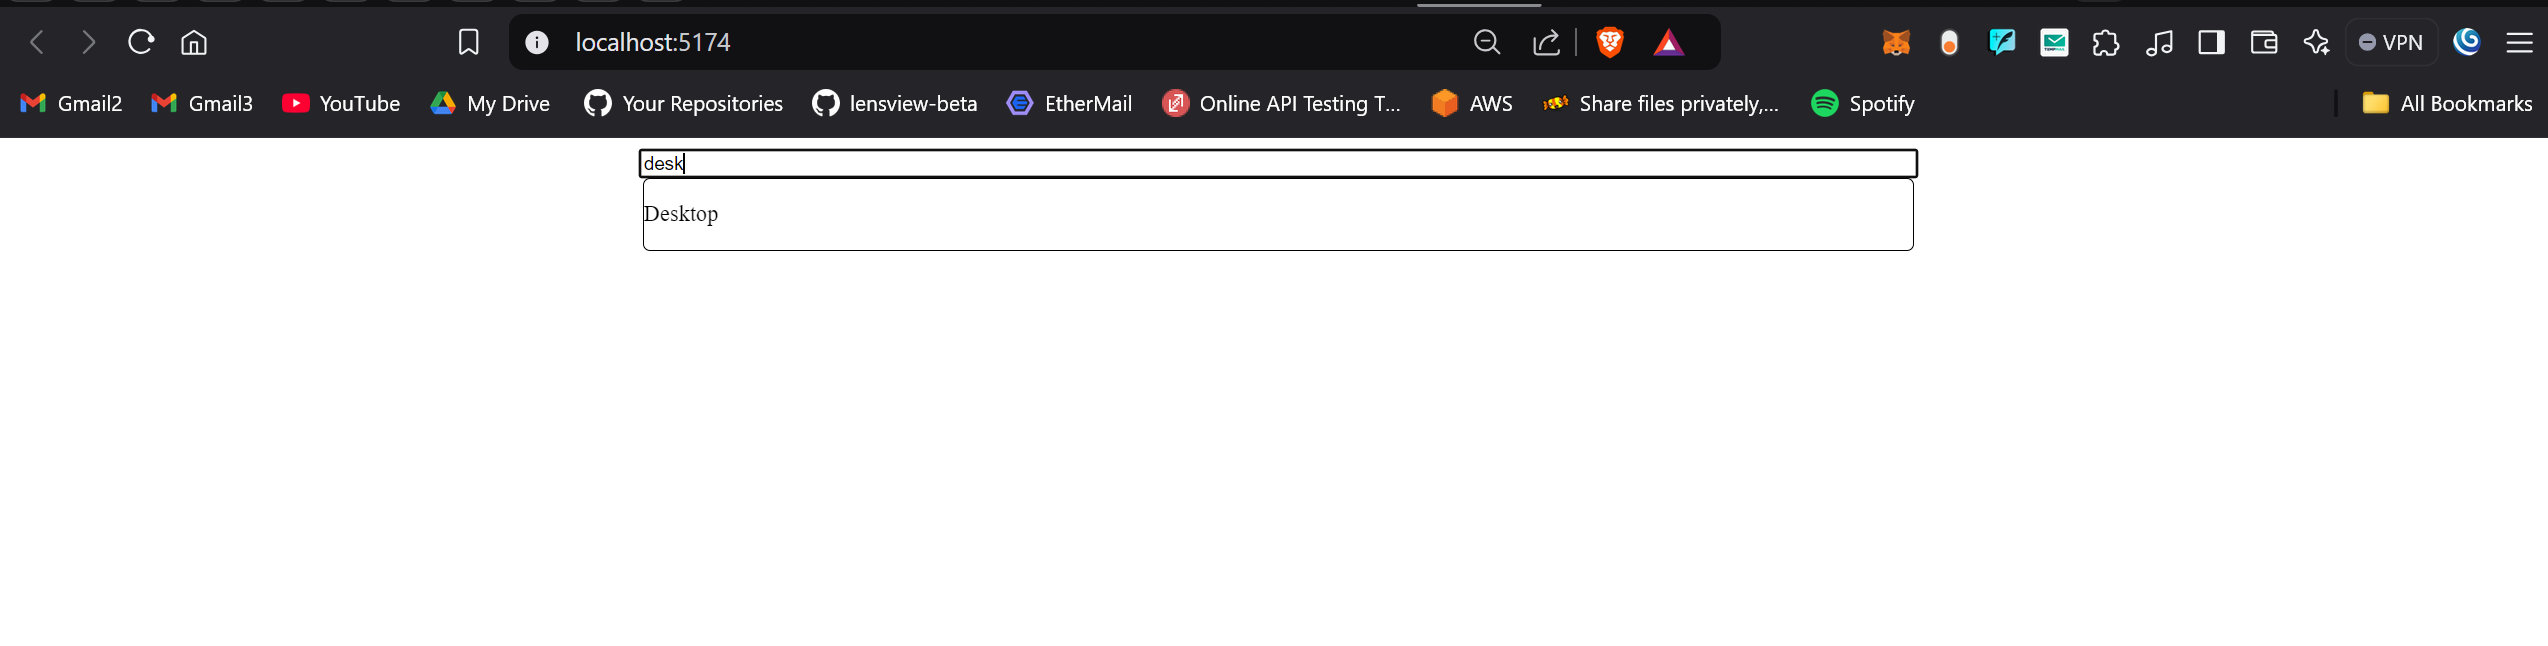 localhost:5174
VPN
Gmail2 Gmail3 YouTube My Drive Your Repositories lensview-beta EtherMail Online API Testing T... AWS Share files privately,... Spotify All Bookmarks
desk
Desktop